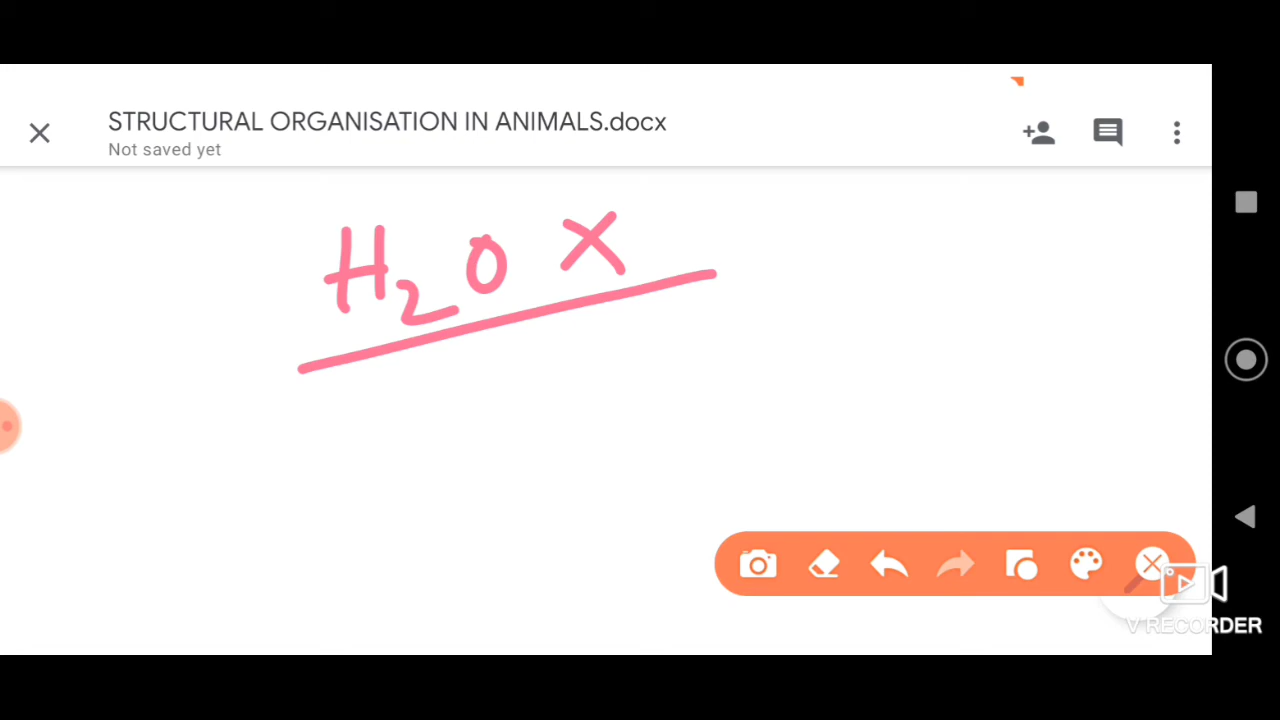 STRUCTURAL ORGANISATION IN ANIMALS.docx
Not saved yet
H₂O X
V RECORDER